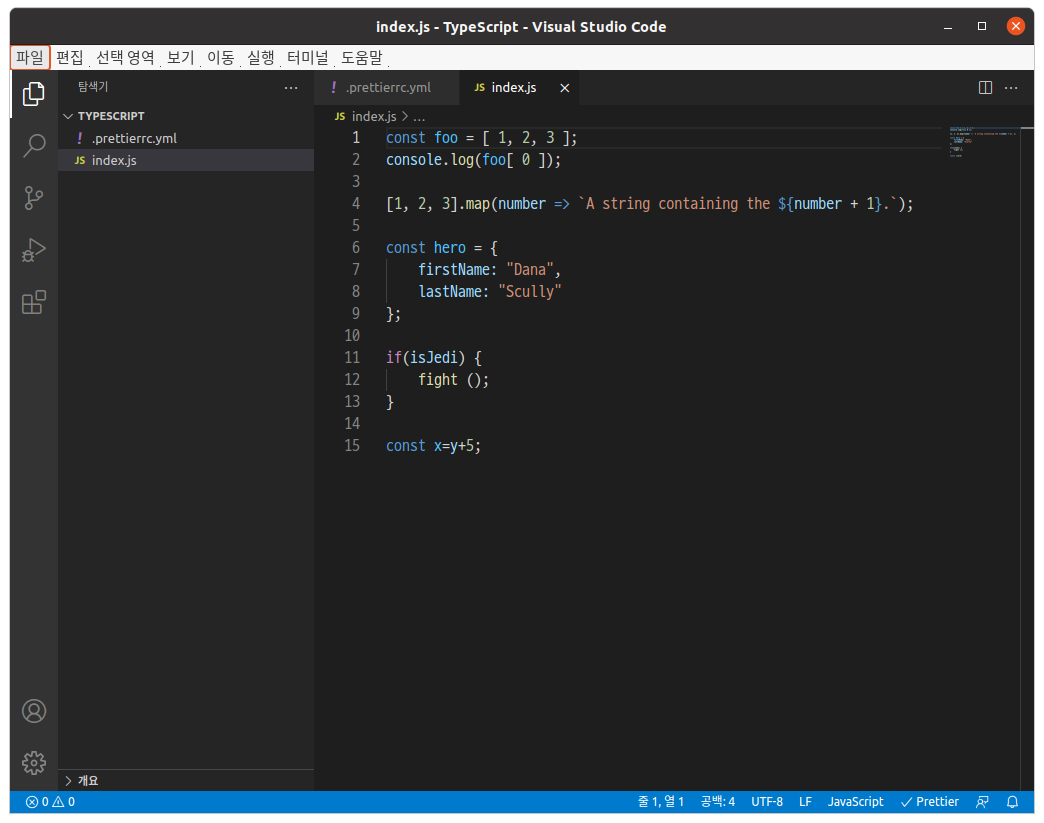 index.js - TypeScript - Visual Studio Code
파일 편집 선택 영역 보기 이동 실행 터미널 도움말
탐색기 ...
TYPESCRIPT
! .prettierrc.yml
JS index.js
개요
! .prettierrc.yml JS index.js
JS index.js > ...
1 const foo = [ 1, 2, 3 ];
2 console.log(foo[ 0 ]);
3
4 [1, 2, 3].map(number => `A string containing the ${number + 1}.`);
5
6 const hero = {
7 firstName: "Dana",
8 lastName: "Scully"
9 };
10
11 if(isJedi) {
12 fight ();
13 }
14
15 const x=y+5;
0 0 줄 1, 열 1 공백: 4 UTF-8 LF JavaScript Prettier